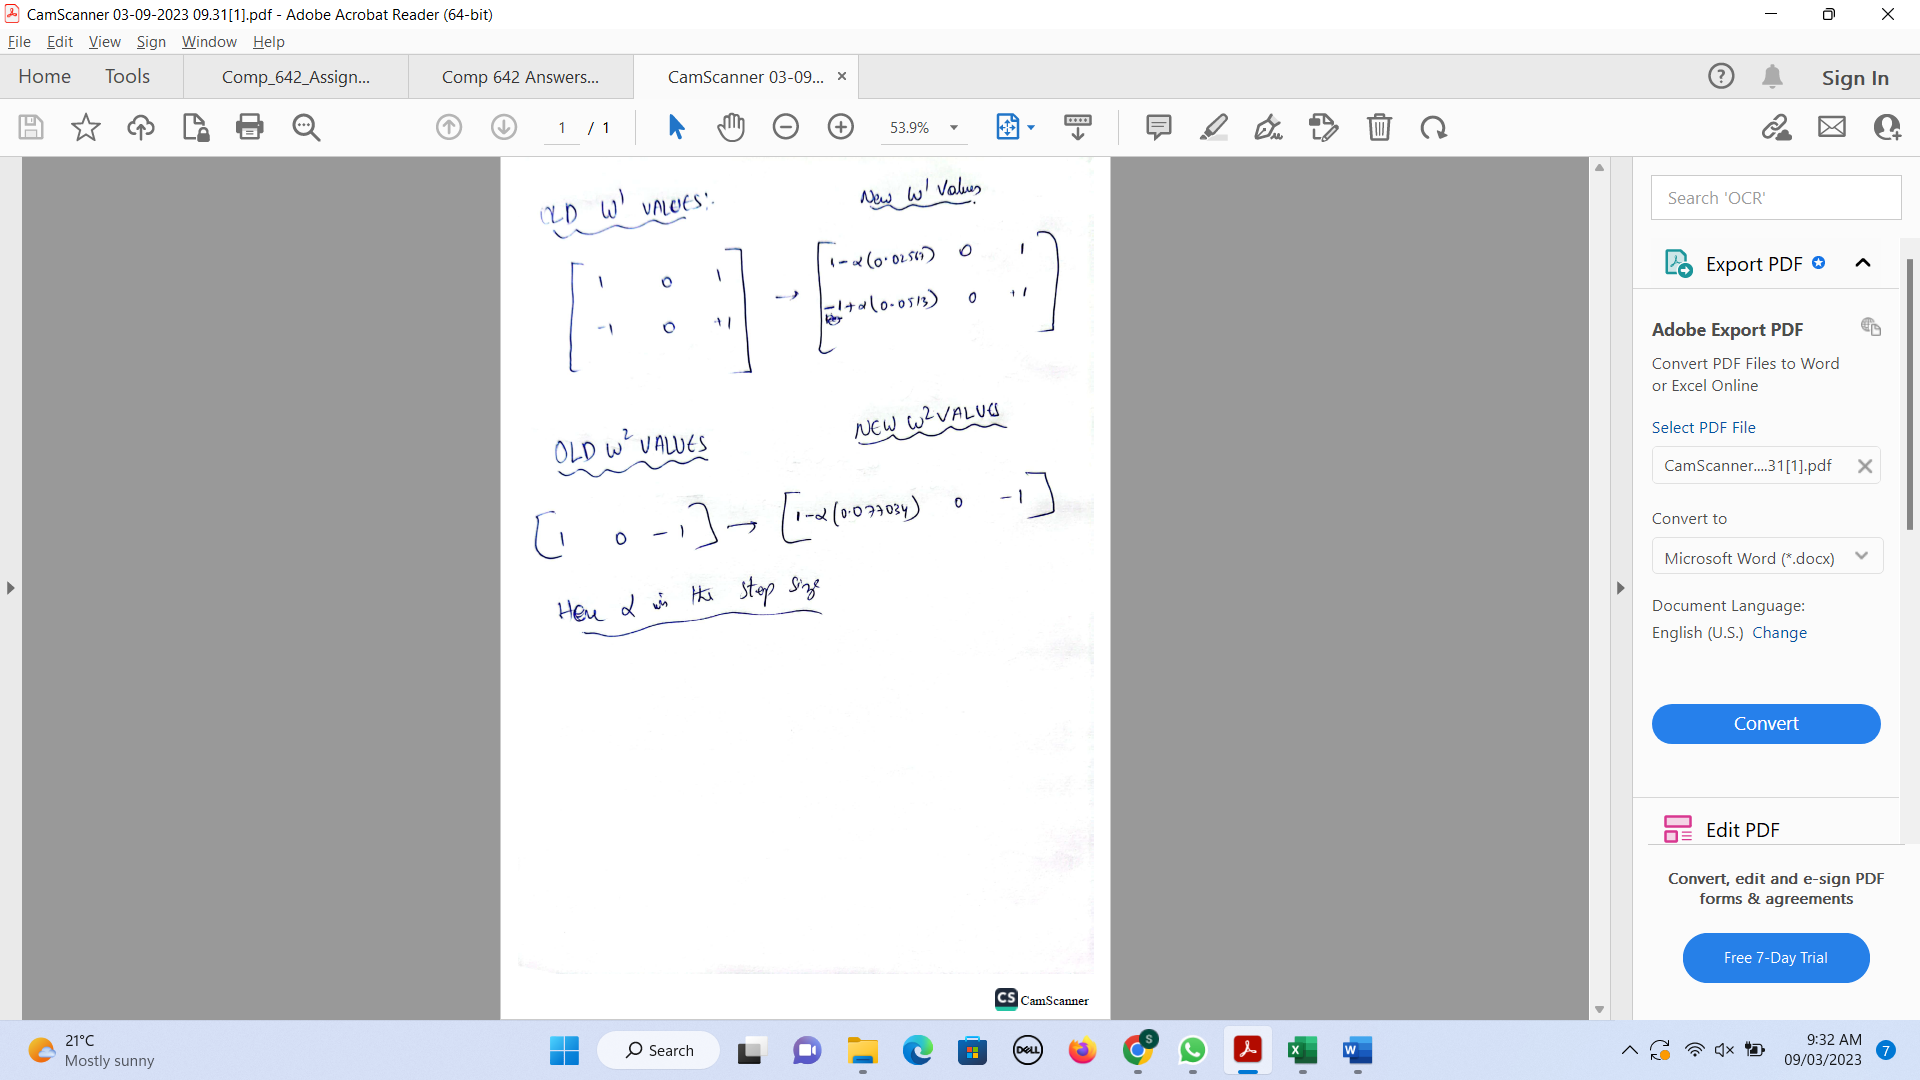 CamScanner 03-09-2023 09.31[1].pdf - Adobe Acrobat Reader (64-bit)
File Edit View Sign Window Help
Home Tools Comp_642_Assign... Comp 642 Answers... CamScanner 03-09... × Sign In
1 / 1 53.9%
OLD W¹ VALUES:
New W¹ Values
1 0 1
-1 0 +1
→
1-α(0.02567) 0 1
-1+α(0.0513) 0 +1
OLD W² VALUES
NEW W² VALUES
[1 0 -1] → [1-α(0.077034) 0 -1]
Here α is the step size
CS CamScanner
Search 'OCR'
Export PDF
Adobe Export PDF
Convert PDF Files to Word
or Excel Online
Select PDF File
CamScanner....31[1].pdf
Convert to
Microsoft Word (*.docx)
Document Language:
English (U.S.) Change
Convert
Edit PDF
Convert, edit and e-sign PDF
forms & agreements
Free 7-Day Trial
21°C
Mostly sunny
Search
DELL
S
9:32 AM
09/03/2023
7